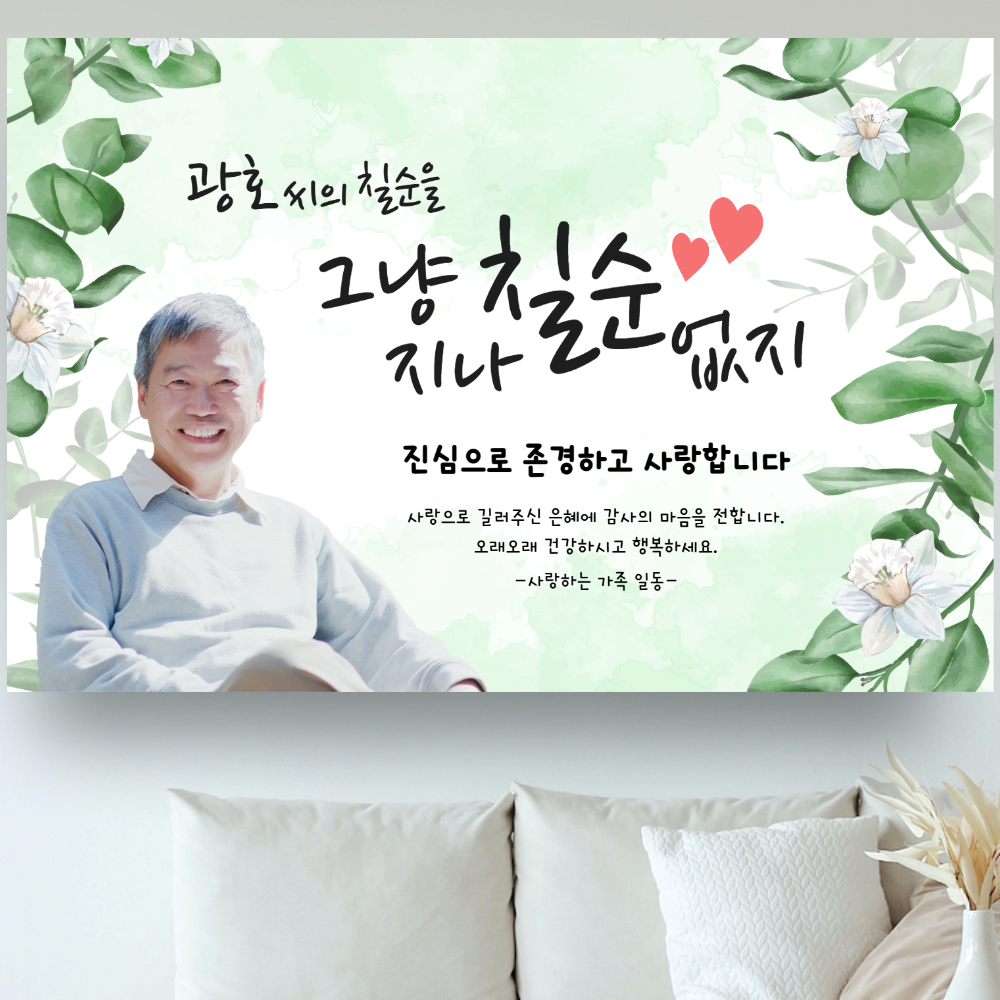 광호 씨의 칠순을
그냥 칠순
지나 없지
진심으로 존경하고 사랑합니다
사랑으로 길러주신 은혜에 감사의 마음을 전합니다.
오래오래 건강하시고 행복하세요.
-사랑하는 가족 일동-